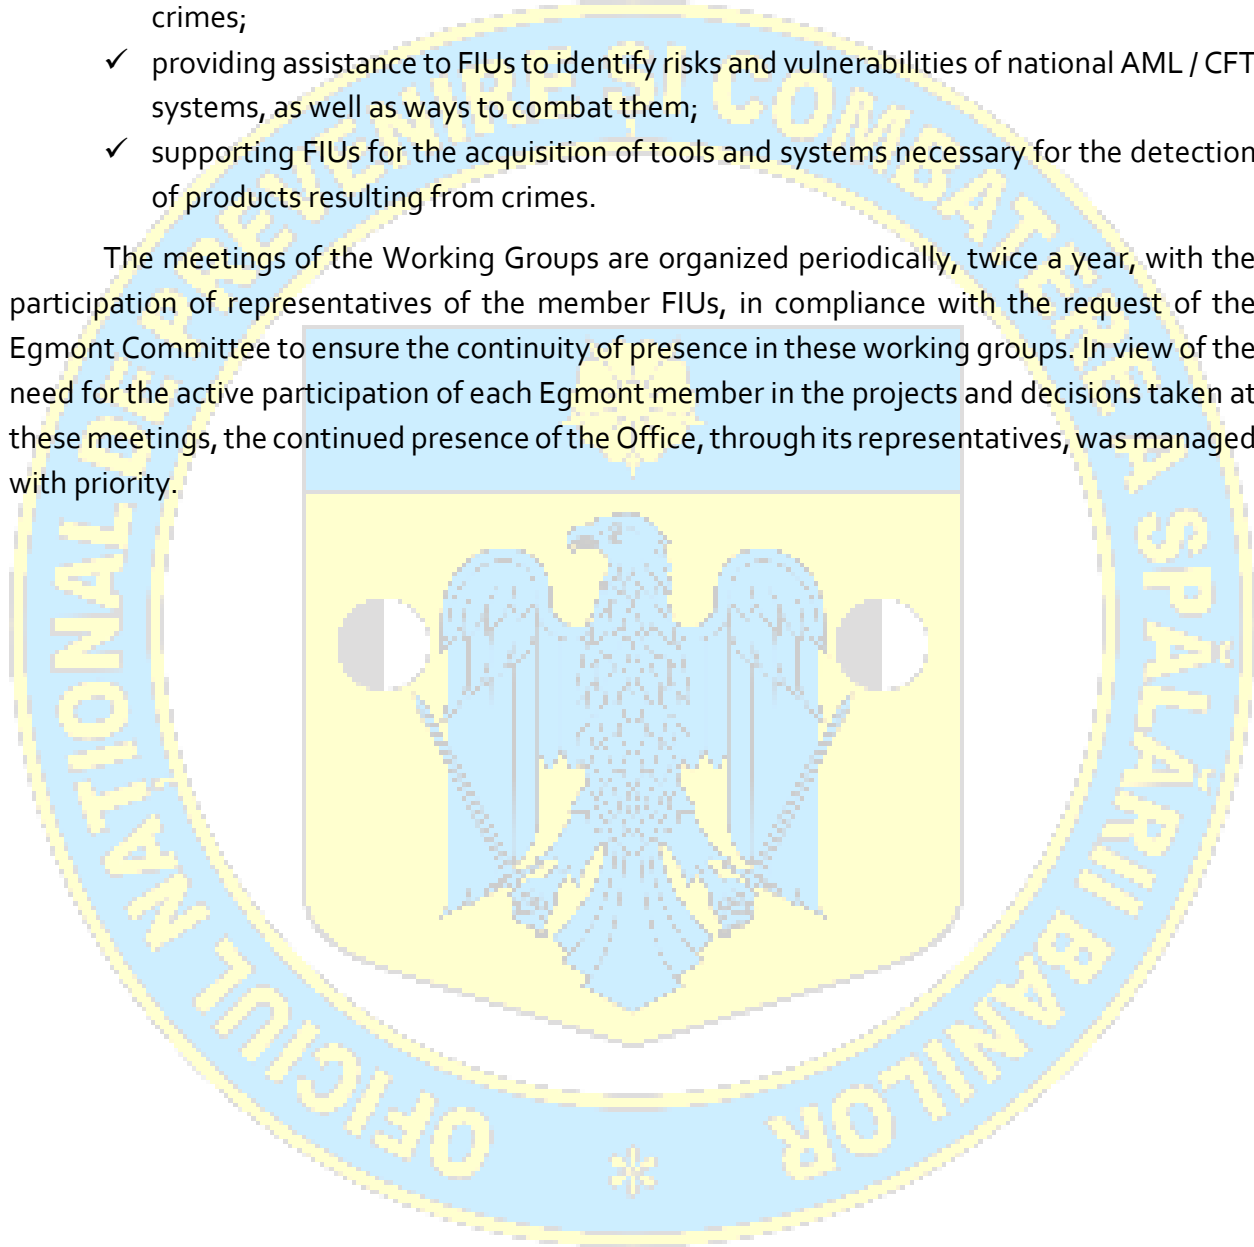 crimes;
✓ providing assistance to FIUs to identify risks and vulnerabilities of national AML / CFT
systems, as well as ways to combat them;
✓ supporting FIUs for the acquisition of tools and systems necessary for the detection
of products resulting from crimes.
The meetings of the Working Groups are organized periodically, twice a year, with the
participation of representatives of the member FIUs, in compliance with the request of the
Egmont Committee to ensure the continuity of presence in these working groups. In view of the
need for the active participation of each Egmont member in the projects and decisions taken at
these meetings, the continued presence of the Office, through its representatives, was managed
with priority.
OFICIUL NAȚIONAL DE PREVENIRE ȘI COMBATERE A SPĂLĂRII BANILOR *